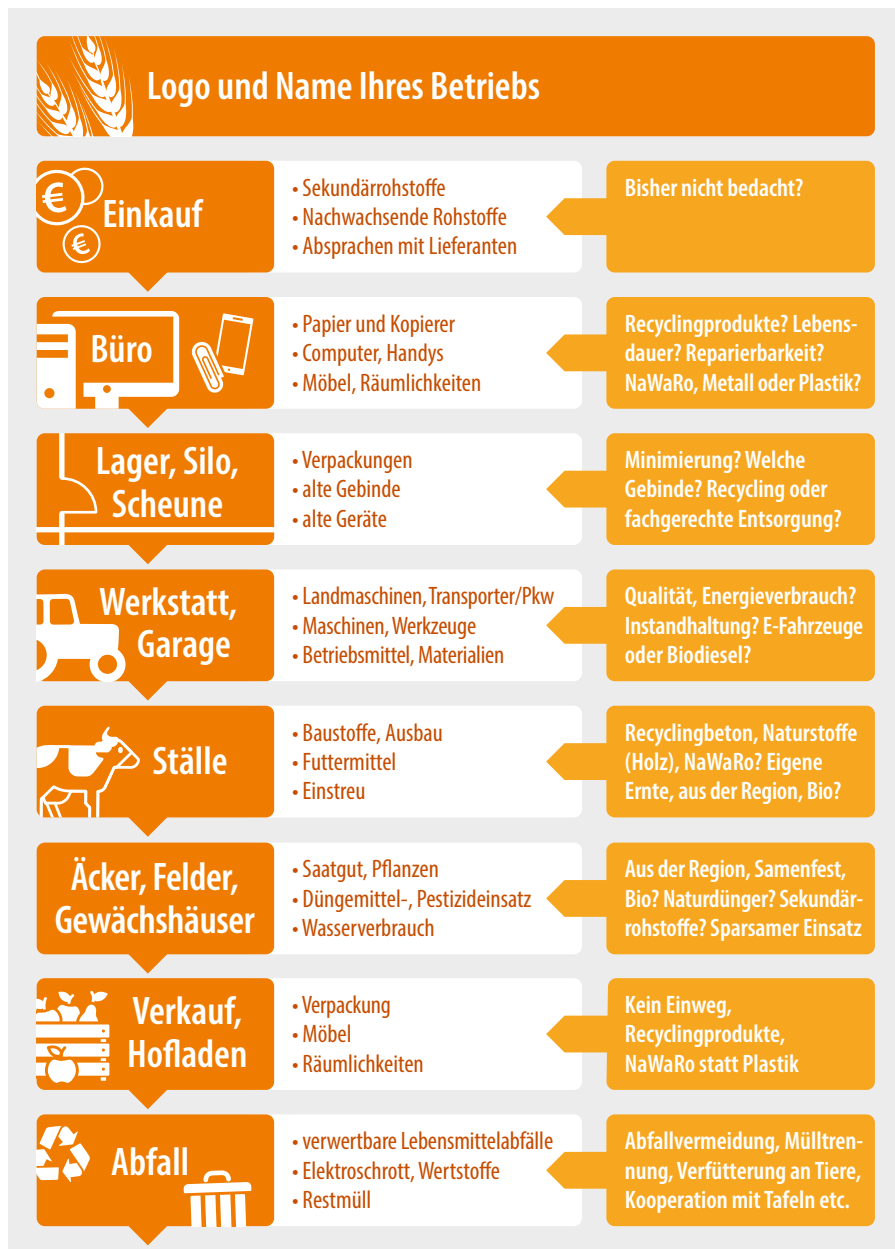 Logo und Name Ihres Betriebs
€
€
Einkauf
• Sekundärrohstoffe
• Nachwachsende Rohstoffe
• Absprachen mit Lieferanten
Bisher nicht bedacht?
Büro
• Papier und Kopierer
• Computer, Handys
• Möbel, Räumlichkeiten
Recyclingprodukte? Lebens-
dauer? Reparierbarkeit?
NaWaRo, Metall oder Plastik?
Lager, Silo,
Scheune
• Verpackungen
• alte Gebinde
• alte Geräte
Minimierung? Welche
Gebinde? Recycling oder
fachgerechte Entsorgung?
Werkstatt,
Garage
• Landmaschinen, Transporter/Pkw
• Maschinen, Werkzeuge
• Betriebsmittel, Materialien
Qualität, Energieverbrauch?
Instandhaltung? E-Fahrzeuge
oder Biodiesel?
Ställe
• Baustoffe, Ausbau
• Futtermittel
• Einstreu
Recyclingbeton, Naturstoffe
(Holz), NaWaRo? Eigene
Ernte, aus der Region, Bio?
Äcker, Felder,
Gewächshäuser
• Saatgut, Pflanzen
• Düngemittel-, Pestizideinsatz
• Wasserverbrauch
Aus der Region, Samenfest,
Bio? Naturdünger? Sekundär-
rohstoffe? Sparsamer Einsatz
Verkauf,
Hofladen
• Verpackung
• Möbel
• Räumlichkeiten
Kein Einweg,
Recyclingprodukte,
NaWaRo statt Plastik
Abfall
• verwertbare Lebensmittelabfälle
• Elektroschrott, Wertstoffe
• Restmüll
Abfallvermeidung, Mülltren-
nung, Verfütterung an Tiere,
Kooperation mit Tafeln etc.